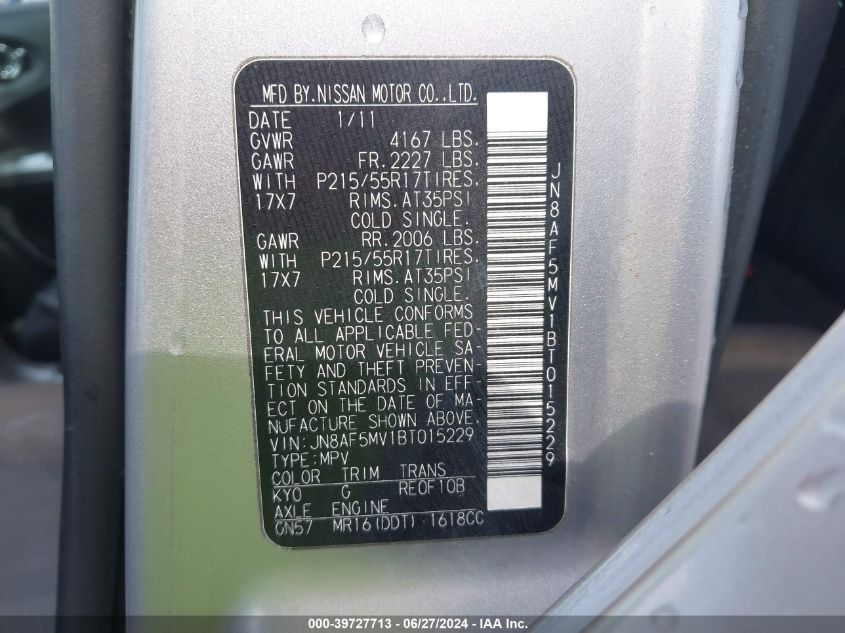 MFD BY.NISSAN MOTOR CO.,LTD.
DATE 1/11
GVWR 4167 LBS.
GAWR FR.2227 LBS.
WITH P215/55R17TIRES.
17X7 RIMS.AT35PSI
COLD SINGLE.
GAWR RR.2006 LBS.
WITH P215/55R17TIRES.
17X7 RIMS.AT35PSI
COLD SINGLE.
THIS VEHICLE CONFORMS
TO ALL APPLICABLE FED-
ERAL MOTOR VEHICLE SA-
FETY AND THEFT PREVEN-
TION STANDARDS IN EFF-
ECT ON THE DATE OF MA-
NUFACTURE SHOWN ABOVE.
VIN:JN8AF5MV1BT015229
TYPE:MPV
COLOR TRIM TRANS
KY0 G RE0F10B
AXLE ENGINE
GN57 MR16(DDT) 1618CC
JN8AF5MV1BT015229
000-39727713 - 06/27/2024 - IAA Inc.